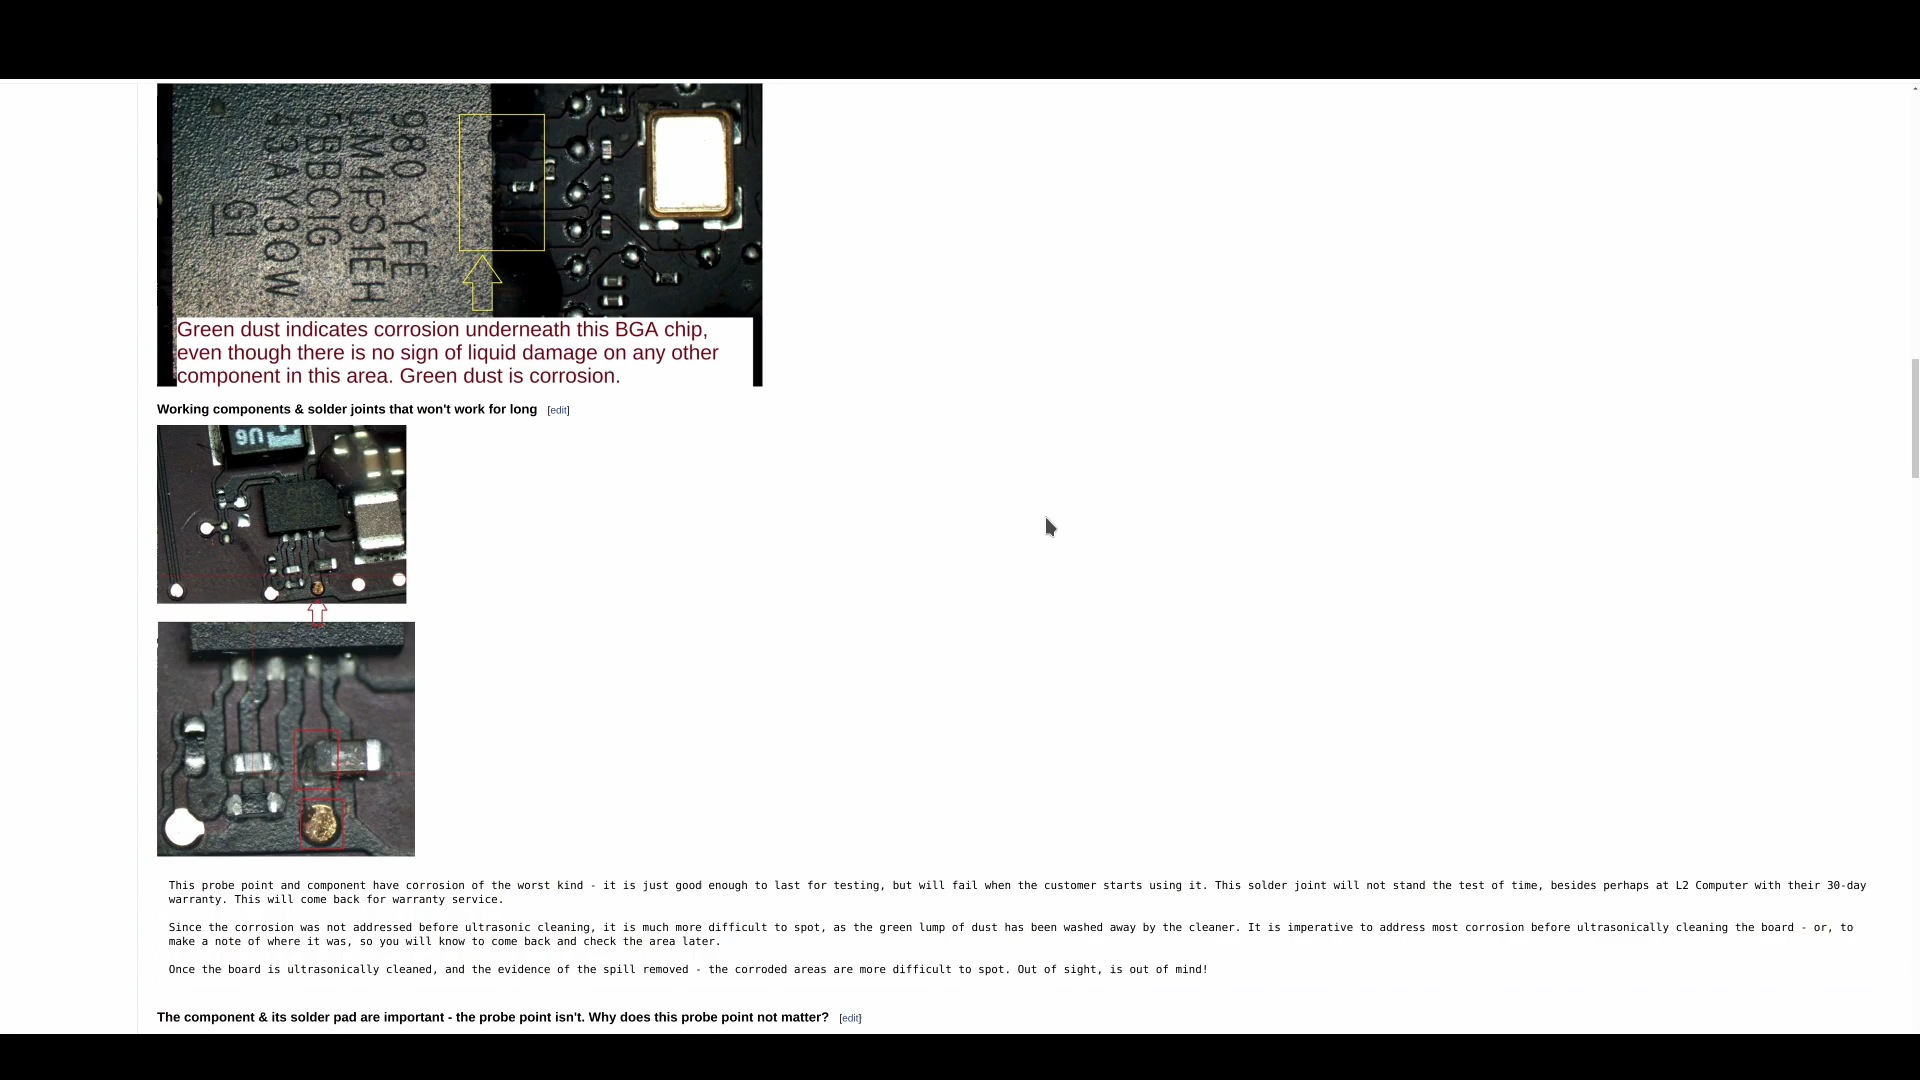 980 YFE
LM4FS1EH
5BBCIG
43AY3QW
G1
Green dust indicates corrosion underneath this BGA chip,
even though there is no sign of liquid damage on any other
component in this area. Green dust is corrosion.
Working components & solder joints that won't work for long [edit]
This probe point and component have corrosion of the worst kind - it is just good enough to last for testing, but will fail when the customer starts using it. This solder joint will not stand the test of time, besides perhaps at L2 Computer with their 30-day
warranty. This will come back for warranty service.
Since the corrosion was not addressed before ultrasonic cleaning, it is much more difficult to spot, as the green lump of dust has been washed away by the cleaner. It is imperative to address most corrosion before ultrasonically cleaning the board - or, to
make a note of where it was, so you will know to come back and check the area later.
Once the board is ultrasonically cleaned, and the evidence of the spill removed - the corroded areas are more difficult to spot. Out of sight, is out of mind!
The component & its solder pad are important - the probe point isn't. Why does this probe point not matter? [edit]